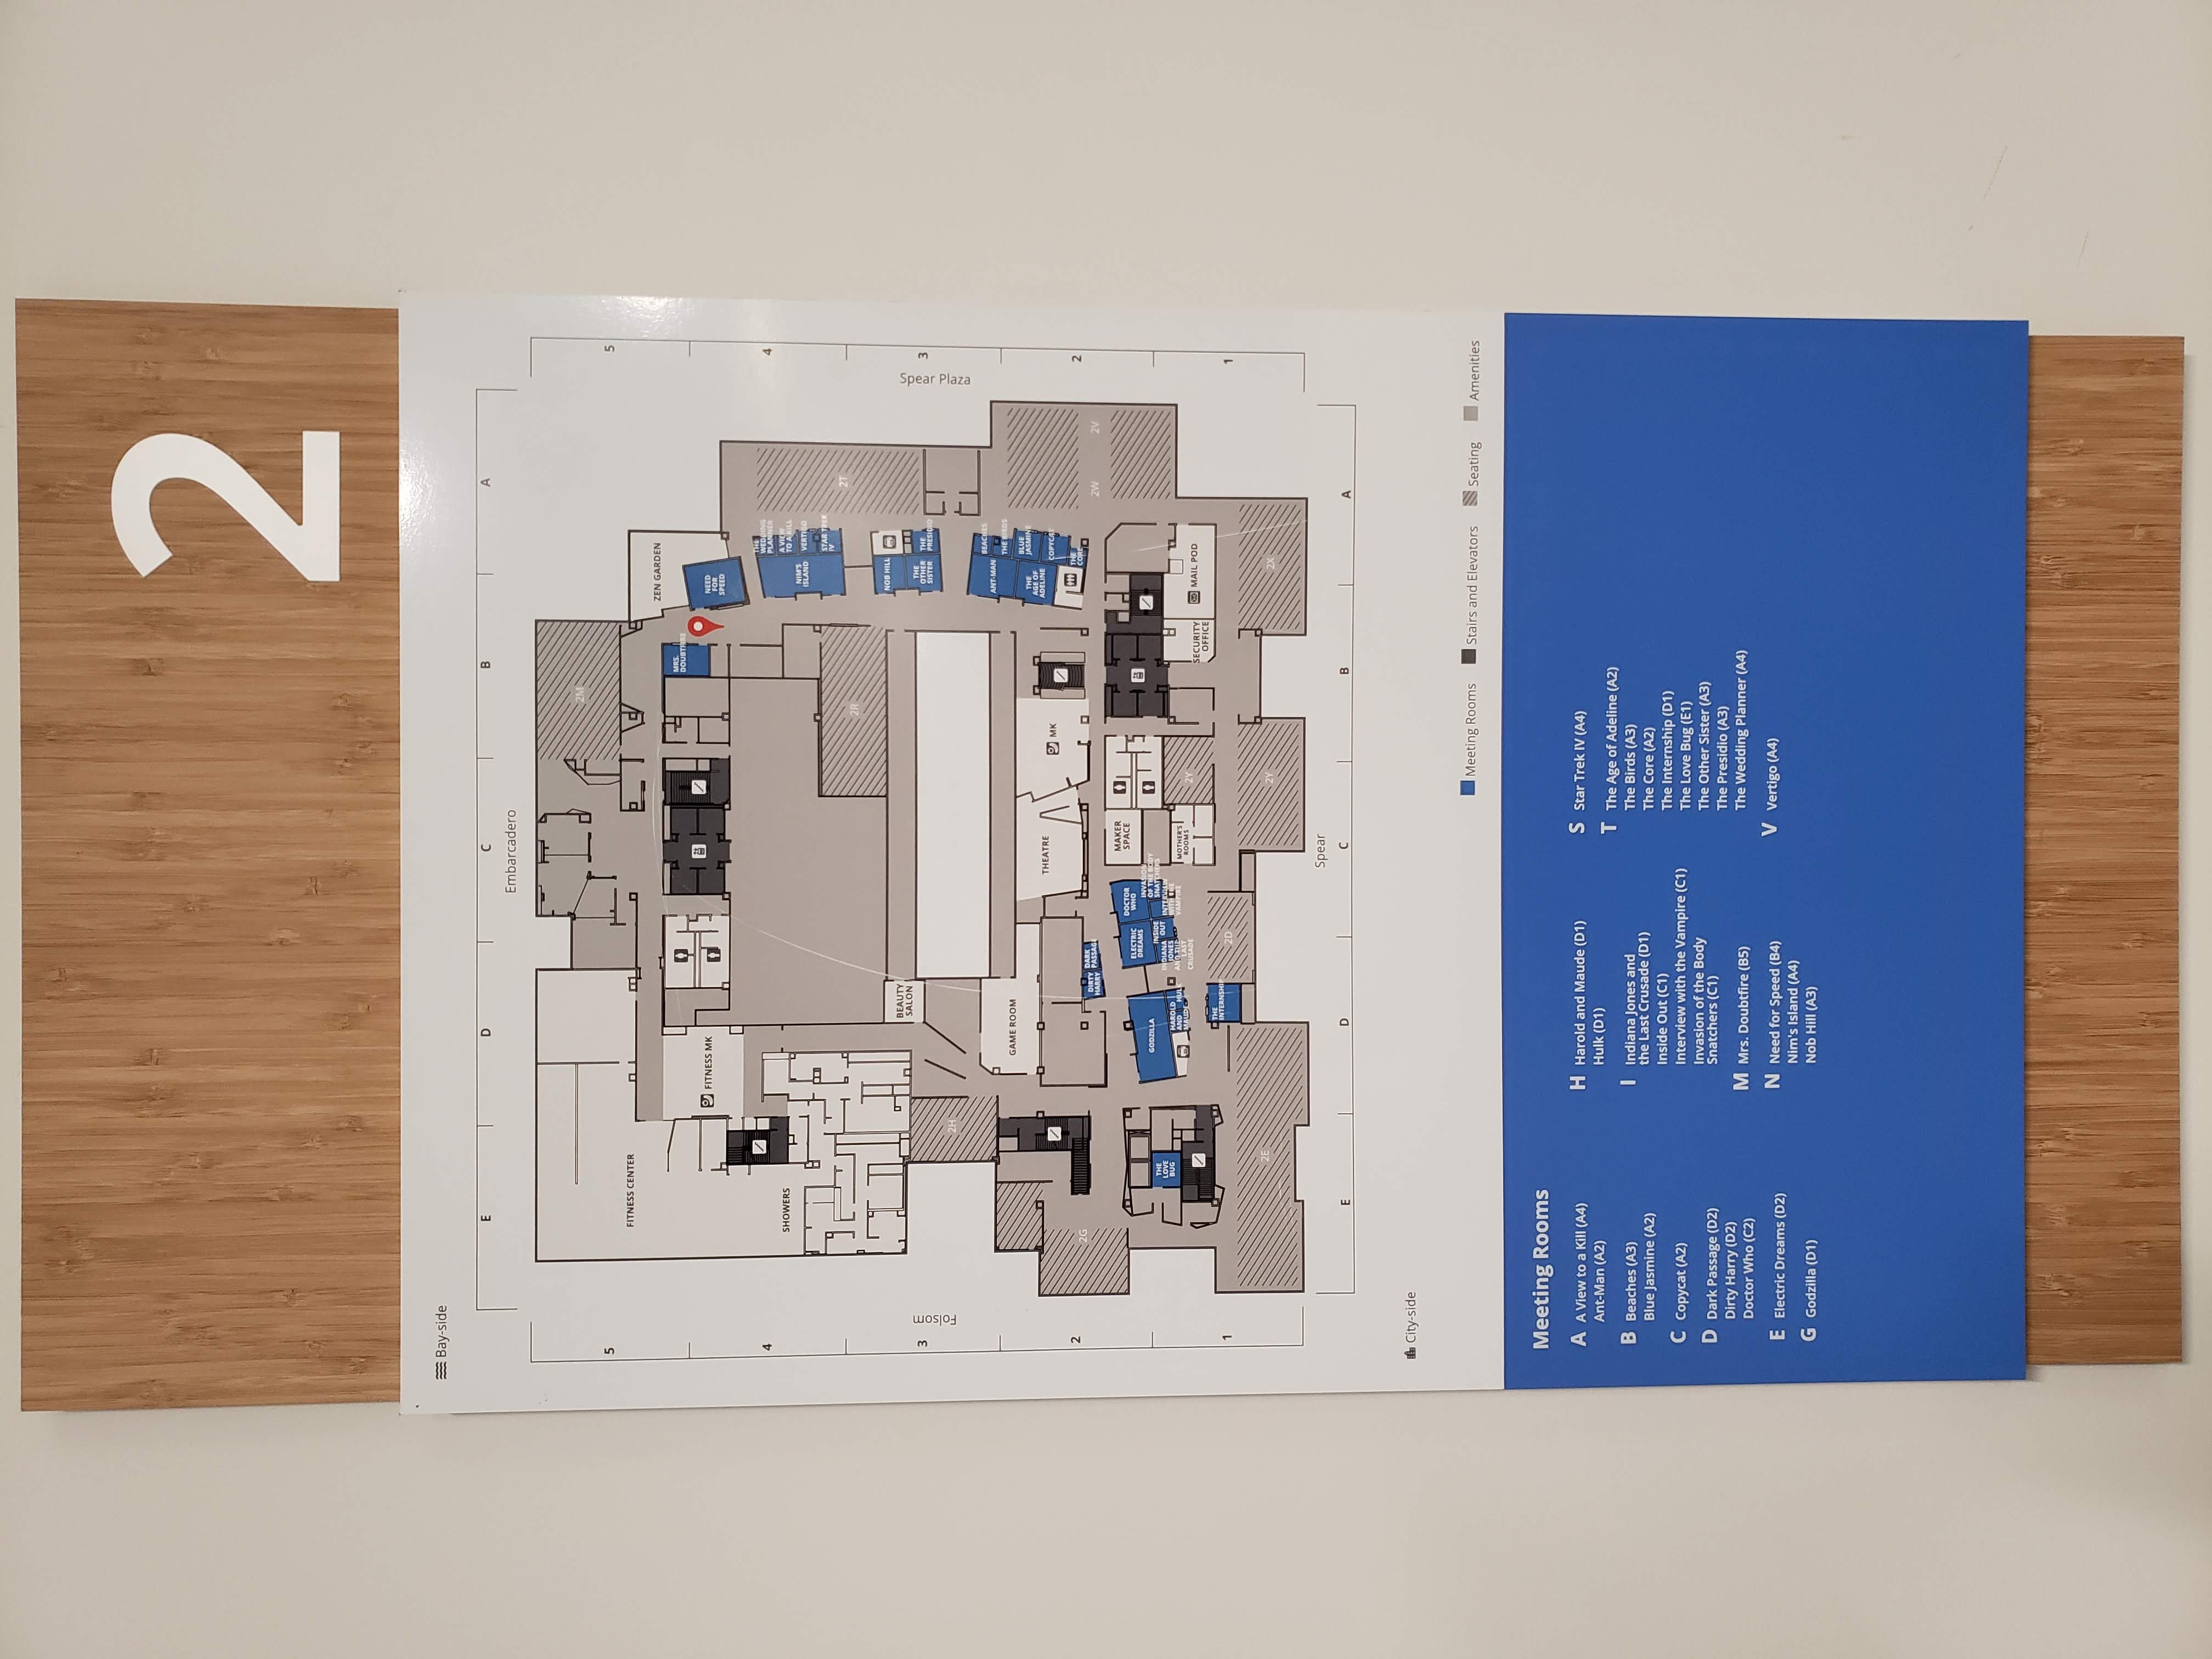 2
Bay-side
E D C B A
Embarcadero
5
5
2M
FITNESS CENTER
ZEN GARDEN
MRS.
DOUBTFIRE
FITNESS MK
NEED
FOR
SPEED
4
4
THE
WEDDING
PLANNER
A VIEW
TO A KILL
SHOWERS
NIM'S
ISLAND
VERTIGO
STAR TREK
IV
2T
2R
NOB HILL
BEAUTY
SALON
THE
OTHER
SISTER
THE
PRESIDIO
3
Folsom
Spear Plaza
3
2H
ANT-MAN
BEACHES
THE BIRDS
GAME ROOM
BLUE
JASMINE
THE
AGE OF
ADELINE
THEATRE
MK
COPYCAT
THE
CORE
2
2
2G
2W
2V
DIRTY
HARRY
DARK
PASSAGE
MAKER
SPACE
ELECTRIC
DREAMS
DOCTOR
WHO
GODZILLA
INVASION
OF THE BODY
SNATCHERS
INSIDE
OUT
INTERVIEW
WITH THE
VAMPIRE
THE
LOVE
BUG
HAROLD
AND
MAUDE
HULK
INDIANA
JONES
AND THE
LAST
CRUSADE
MOTHER'S
ROOMS
2Y
SECURITY
OFFICE
MAIL POD
THE
INTERNSHIP
2D
1
1
2E
2Y
2X
Spear
E D C B A
City-side
Meeting Rooms
Stairs and Elevators
Seating
Amenities
Meeting Rooms
A A View to a Kill (A4)
Ant-Man (A2)
B Beaches (A3)
Blue Jasmine (A2)
C Copycat (A2)
D Dark Passage (D2)
Dirty Harry (D2)
Doctor Who (C2)
E Electric Dreams (D2)
G Godzilla (D1)
H Harold and Maude (D1)
Hulk (D1)
I Indiana Jones and
the Last Crusade (D1)
Inside Out (C1)
Interview with the Vampire (C1)
Invasion of the Body
Snatchers (C1)
M Mrs. Doubtfire (B5)
N Need for Speed (B4)
Nim's Island (A4)
Nob Hill (A3)
S Star Trek IV (A4)
T The Age of Adeline (A2)
The Birds (A3)
The Core (A2)
The Internship (D1)
The Love Bug (E1)
The Other Sister (A3)
The Presidio (A3)
The Wedding Planner (A4)
V Vertigo (A4)